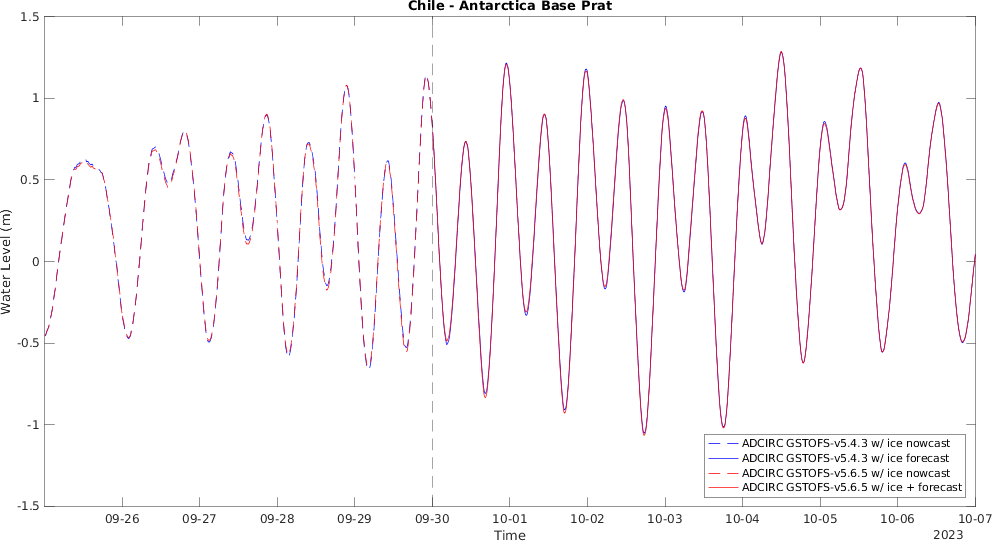 Chile - Antarctica Base Prat
1.5
1
0.5
0
-0.5
-1
-1.5
Water Level (m)
09-26 09-27 09-28 09-29 09-30 10-01 10-02 10-03 10-04 10-05 10-06 10-07
Time
2023
ADCIRC GSTOFS-v5.4.3 w/ ice nowcast
ADCIRC GSTOFS-v5.4.3 w/ ice forecast
ADCIRC GSTOFS-v5.6.5 w/ ice nowcast
ADCIRC GSTOFS-v5.6.5 w/ ice + forecast